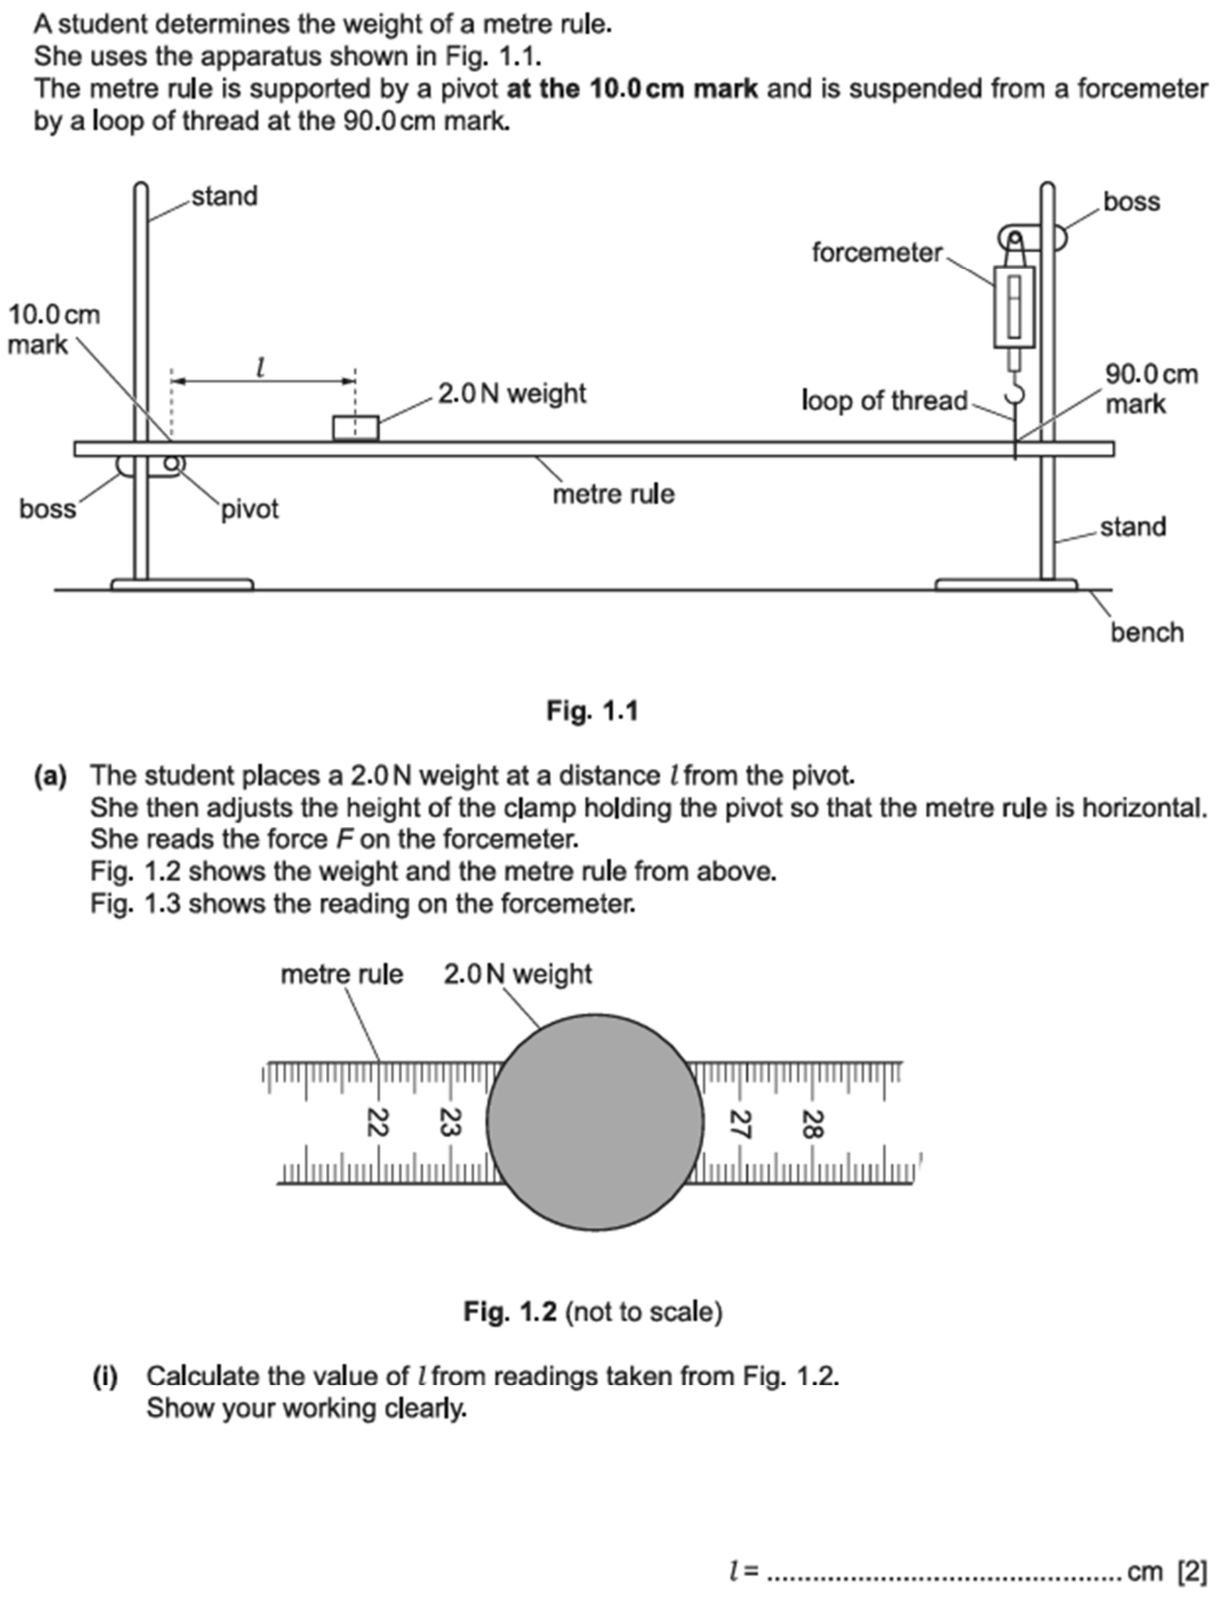 A student determines the weight of a metre rule.
She uses the apparatus shown in Fig. 1.1.
The metre rule is supported by a pivot at the 10.0 cm mark and is suspended from a forcemeter
by a loop of thread at the 90.0 cm mark.
stand
boss
forcemeter
10.0 cm
mark
l
2.0 N weight
loop of thread
90.0 cm
mark
boss
pivot
metre rule
stand
bench
Fig. 1.1
(a) The student places a 2.0 N weight at a distance l from the pivot.
She then adjusts the height of the clamp holding the pivot so that the metre rule is horizontal.
She reads the force F on the forcemeter.
Fig. 1.2 shows the weight and the metre rule from above.
Fig. 1.3 shows the reading on the forcemeter.
metre rule 2.0 N weight
22 23 27 28
Fig. 1.2 (not to scale)
(i) Calculate the value of l from readings taken from Fig. 1.2.
Show your working clearly.
l = .................................................. cm [2]